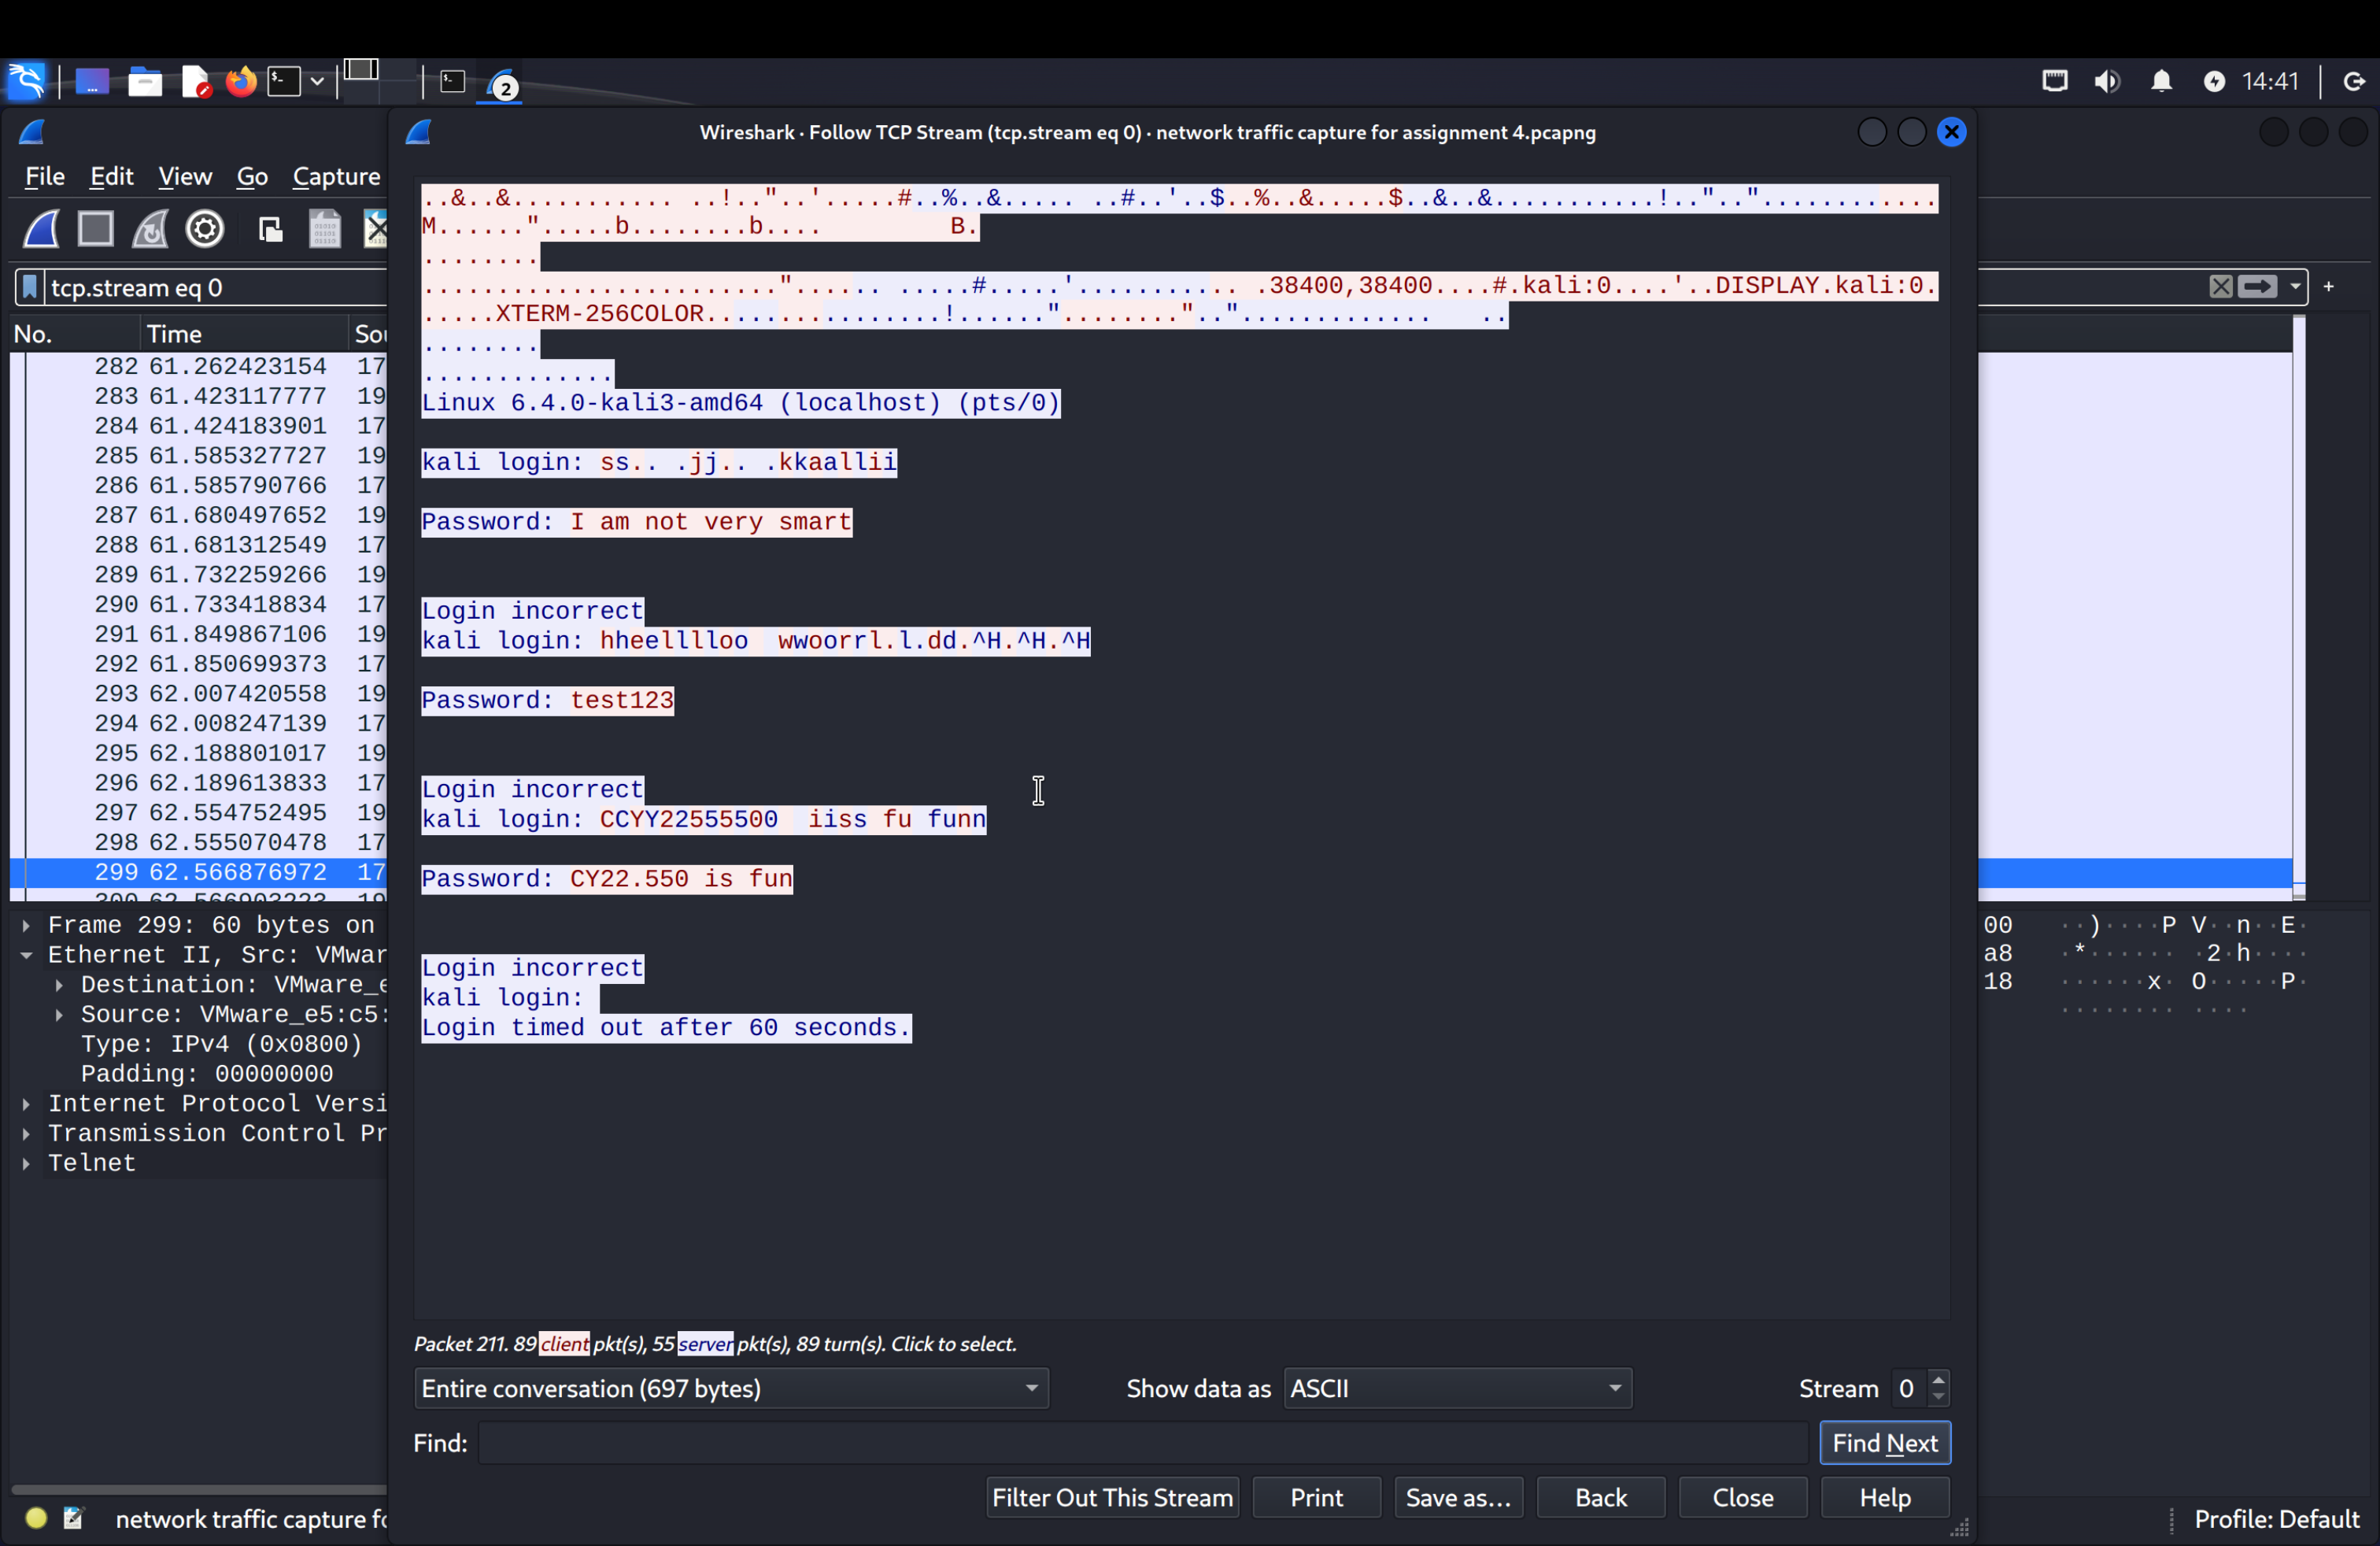 14:41
Wireshark · Follow TCP Stream (tcp.stream eq 0) · network traffic capture for assignment 4.pcapng
File Edit View Go Capture
tcp.stream eq 0
No. Time Sou
282 61.262423154 17
283 61.423117777 19
284 61.424183901 17
285 61.585327727 19
286 61.585790766 17
287 61.680497652 19
288 61.681312549 17
289 61.732259266 19
290 61.733418834 17
291 61.849867106 19
292 61.850699373 17
293 62.007420558 19
294 62.008247139 17
295 62.188801017 19
296 62.189613833 17
297 62.554752495 19
298 62.555070478 17
299 62.566876972 17
300 62.566903223 19
Frame 299: 60 bytes on
Ethernet II, Src: VMwar
Destination: VMware_e
Source: VMware_e5:c5:
Type: IPv4 (0x0800)
Padding: 00000000
Internet Protocol Versi
Transmission Control Pr
Telnet
..&..&........... ..!.."..'.....#..%..&..... ..#..'..$..%..&.....$..&..&...........!.."..".............
M......".....b........b.... B.
........
........................"...... .....#.....'........... .38400,38400....#.kali:0....'..DISPLAY.kali:0.
.....XTERM-256COLOR................!......"........".."............. ..
........
.............
Linux 6.4.0-kali3-amd64 (localhost) (pts/0)
kali login: ss.. .jj.. .kkaallii
Password: I am not very smart
Login incorrect
kali login: hheelllloo  wwoorrl.l.dd.^H.^H.^H
Password: test123
Login incorrect
kali login: CCYY22555500  iiss fu funn
Password: CY22.550 is fun
Login incorrect
kali login:
Login timed out after 60 seconds.
00 ..)....P V..n..E.
a8 .*...... .2.h....
18 ......x. O.....P.
........ ....
Packet 211. 89 client pkt(s), 55 server pkt(s), 89 turn(s). Click to select.
Entire conversation (697 bytes) Show data as ASCII Stream 0
Find: Find Next
Filter Out This Stream Print Save as… Back Close Help
network traffic capture fo Profile: Default
2